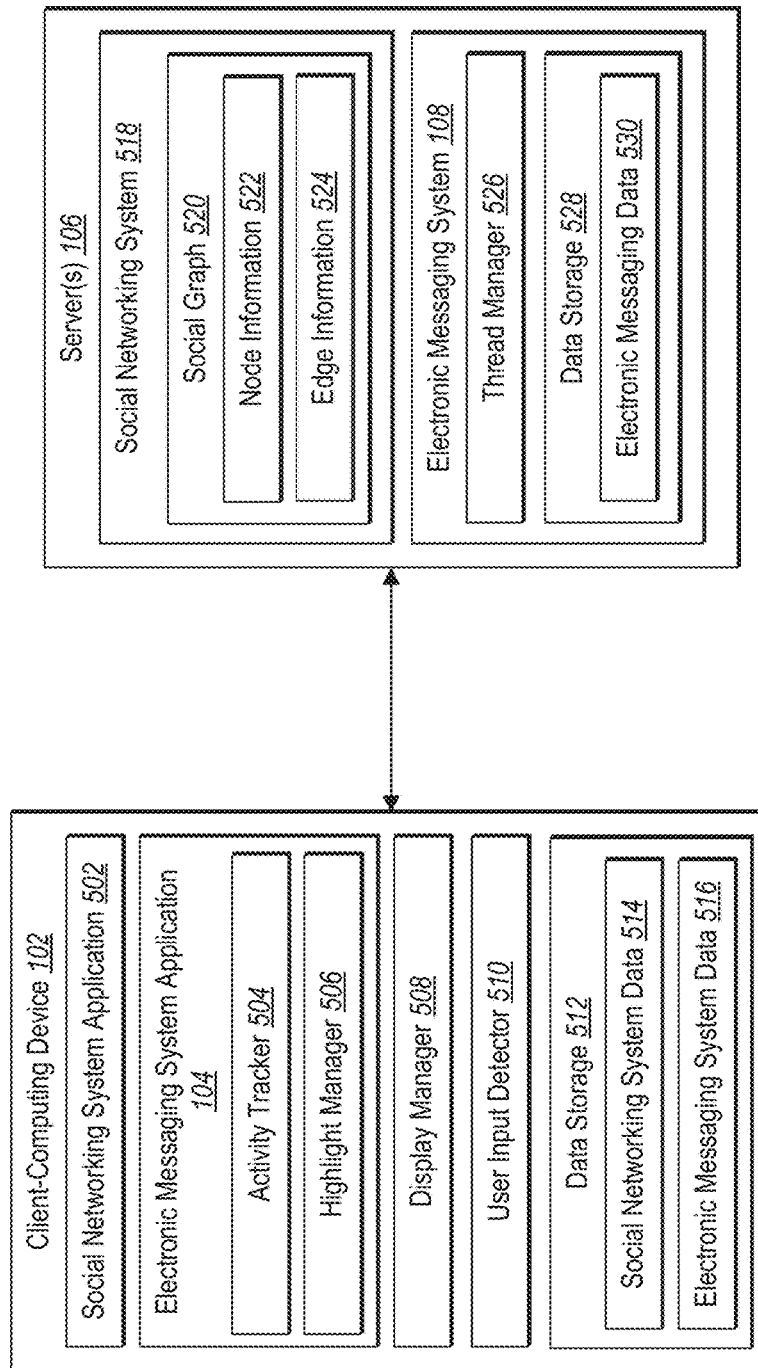 Client-Computing Device 102
Social Networking System Application 502
Electronic Messaging System Application
104
Activity Tracker 504
Highlight Manager 506
Display Manager 508
User Input Detector 510
Data Storage 512
Social Networking System Data 514
Electronic Messaging System Data 516
Server(s) 106
Social Networking System 518
Social Graph 520
Node Information 522
Edge Information 524
Electronic Messaging System 108
Thread Manager 526
Data Storage 528
Electronic Messaging Data 530